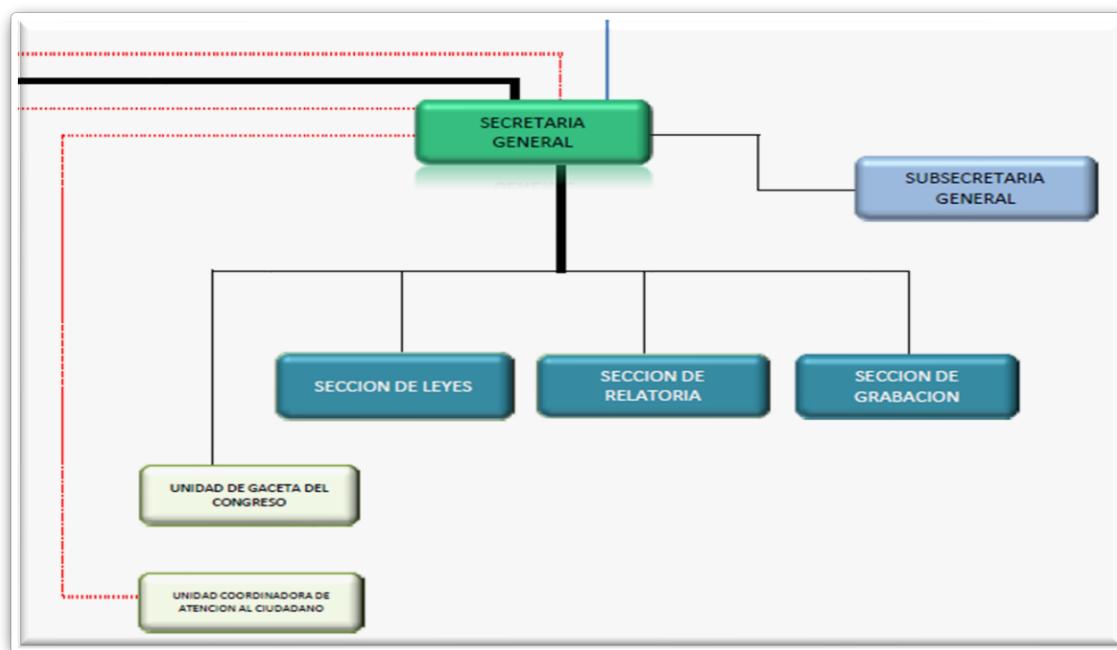 SECRETARIA
GENERAL
SUBSECRETARIA
GENERAL
SECCION DE LEYES
SECCION DE
RELATORIA
SECCION DE
GRABACION
UNIDAD DE GACETA DEL
CONGRESO
UNIDAD COORDINADORA DE
ATENCION AL CIUDADANO